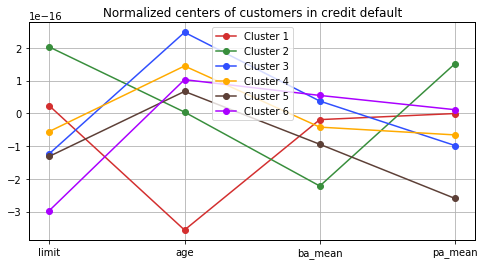 Normalized centers of customers in credit default
1e−16
Cluster 1
Cluster 2
Cluster 3
Cluster 4
Cluster 5
Cluster 6
2
1
0
−1
−2
−3
limit age ba_mean pa_mean